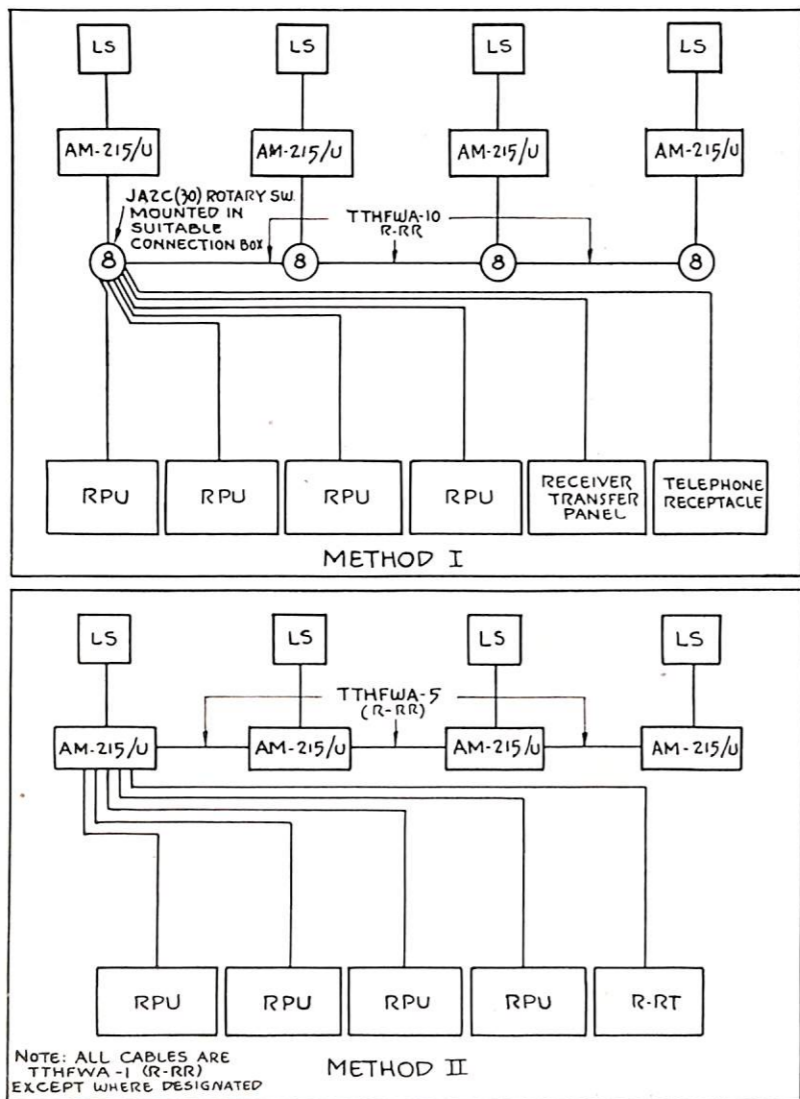 LS LS LS LS
AM-215/U AM-215/U AM-215/U AM-215/U
JA2C(30) ROTARY SW.
MOUNTED IN
SUITABLE
CONNECTION BOX
TTHFWA-10
R-RR
8 8 8 8
RPU RPU RPU RPU
RECEIVER
TRANSFER
PANEL
TELEPHONE
RECEPTACLE
METHOD I
LS LS LS LS
TTHFWA-5
(R-RR)
AM-215/U AM-215/U AM-215/U AM-215/U
RPU RPU RPU RPU R-RT
NOTE: ALL CABLES ARE
TTHFWA-1 (R-RR)
EXCEPT WHERE DESIGNATED
METHOD II